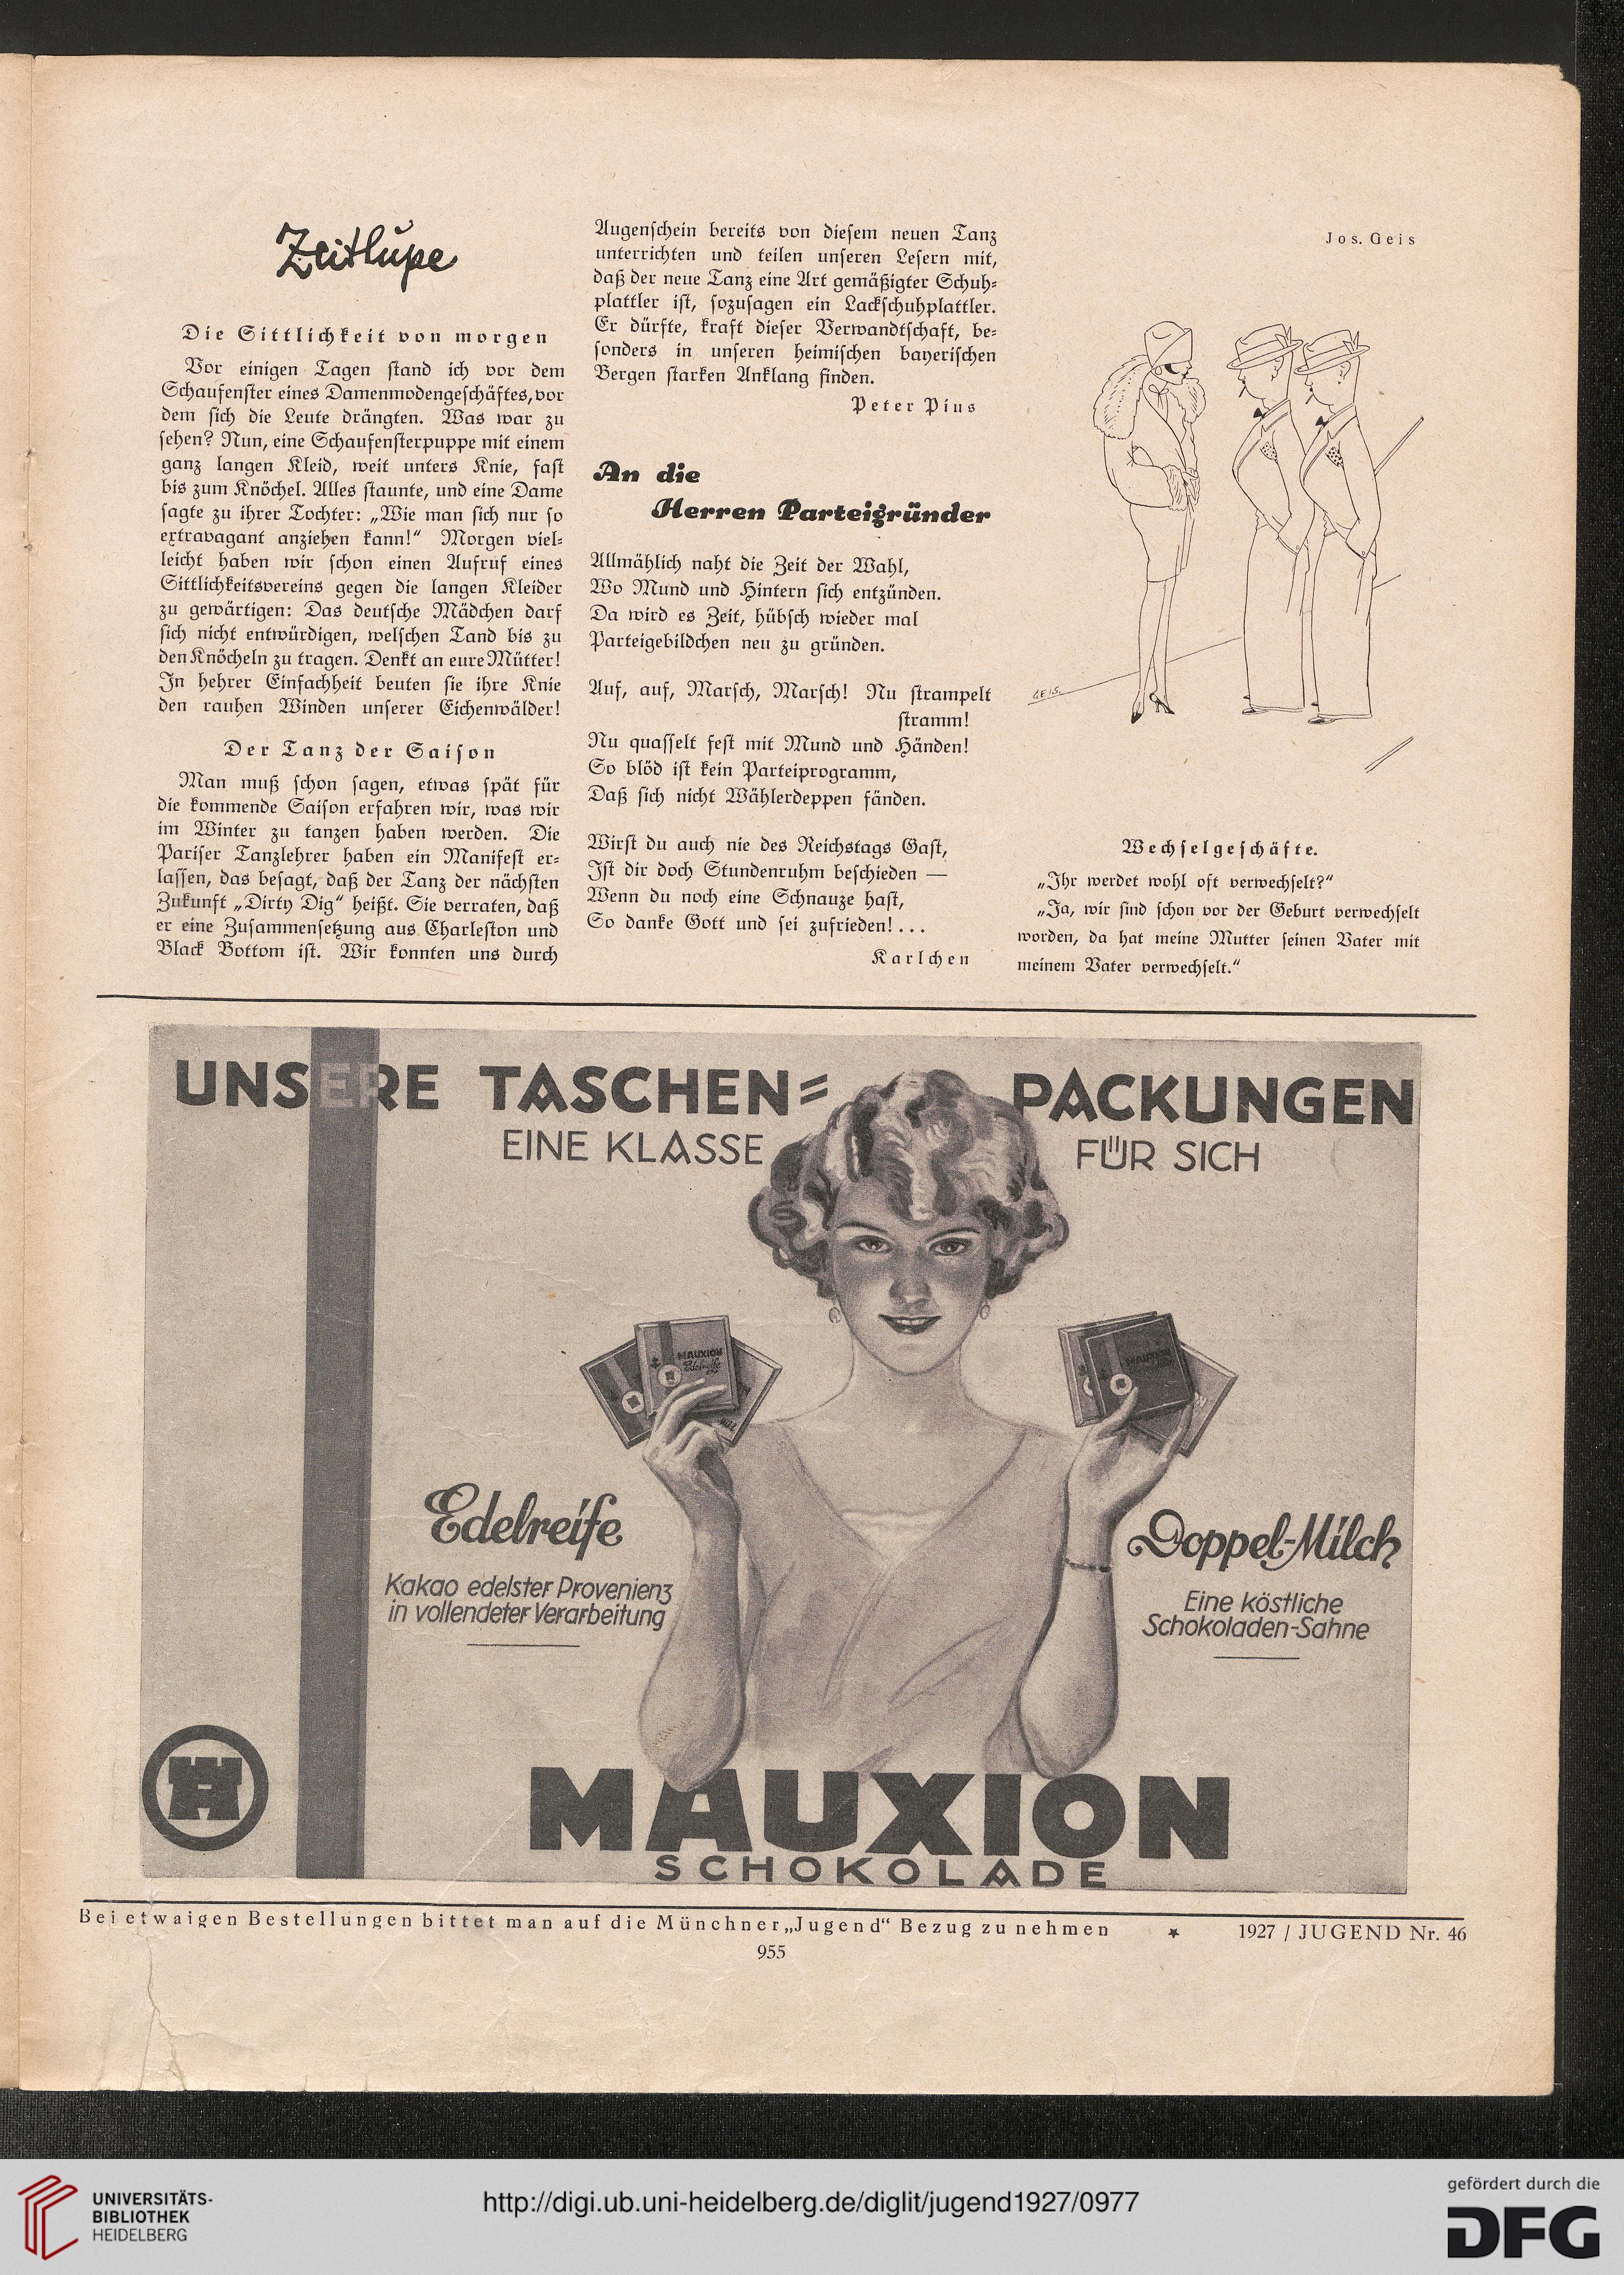 Zeitlupe
Die Sittlichkeit von morgen
Vor einigen Tagen stand ich vor dem
Schaufenster eines Damenmodengeschäftes, vor
dem sich die Leute drängten. Was war zu
sehen? Nun, eine Schaufensterpuppe mit einem
ganz langen Kleid, weit unters Knie, fast
bis zum Knöchel. Alles staunte, und eine Dame
sagte zu ihrer Tochter: „Wie man sich nur so
extravagant anziehen kann!“ Morgen viel-
leicht haben wir schon einen Aufruf eines
Sittlichkeitsvereins gegen die langen Kleider
zu gewärtigen: Das deutsche Mädchen darf
sich nicht entwürdigen, welschen Tand bis zu
den Knöcheln zu tragen. Denkt an eure Mütter!
In hehrer Einfachheit beuten sie ihre Knie
den rauhen Winden unserer Eichenwälder!
Der Tanz der Saison
Man muß schon sagen, etwas spät für
die kommende Saison erfahren wir, was wir
im Winter zu tanzen haben werden. Die
Pariser Tanzlehrer haben ein Manifest er-
lassen, das besagt, daß der Tanz der nächsten
Zukunft „Dirty Dig“ heißt. Sie verraten, daß
er eine Zusammensetzung aus Charleston und
Black Bottom ist. Wir konnten uns durch
Augenschein bereits von diesem neuen Tanz
unterrichten und teilen unseren Lesern mit,
daß der neue Tanz eine Art gemäßigter Schuh-
plattler ist, sozusagen ein Lackschuhplattler.
Er dürfte, kraft dieser Verwandtschaft, be-
sonders in unseren heimischen bayerischen
Bergen starken Anklang finden.
Peter Pius
An die
Herren Parteigründer
Allmählich naht die Zeit der Wahl,
Wo Mund und Hintern sich entzünden.
Da wird es Zeit, hübsch wieder mal
Parteigebildchen neu zu gründen.
Auf, auf, Marsch, Marsch! Nu strampelt
stramm!
Nu quasselt fest mit Mund und Händen!
So blöd ist kein Parteiprogramm,
Daß sich nicht Wählerdeppen fänden.
Wirst du auch nie des Reichstags Gast,
Ist dir doch Stundenruhm beschieden —
Wenn du noch eine Schnauze hast,
So danke Gott und sei zufrieden!...
Karlchen
Jos. Geis
GEIS
Wechselgeschäfte.
„Ihr werdet wohl oft verwechselt?“
„Ja, wir sind schon vor der Geburt verwechselt
worden, da hat meine Mutter seinen Vater mit
meinem Vater verwechselt.“
UNSERE TASCHEN- PACKUNGEN
EINE KLASSE FÜR SICH
MAUXION
Edelreife
MAUXION
Edelreife
Kakao edelster Provenienz
in vollendeter Verarbeitung
Doppel-Milch
Eine köstliche
Schokoladen-Sahne
MAUXION
SCHOKOLADE
Bei etwaigen Bestellungen bittet man auf die Münchner „Jugend“ Bezug zu nehmen * 1927 / JUGEND Nr. 46
955
UNIVERSITÄTS-
BIBLIOTHEK
HEIDELBERG
http://digi.ub.uni-heidelberg.de/diglit/jugend1927/0977
gefördert durch die
DFG